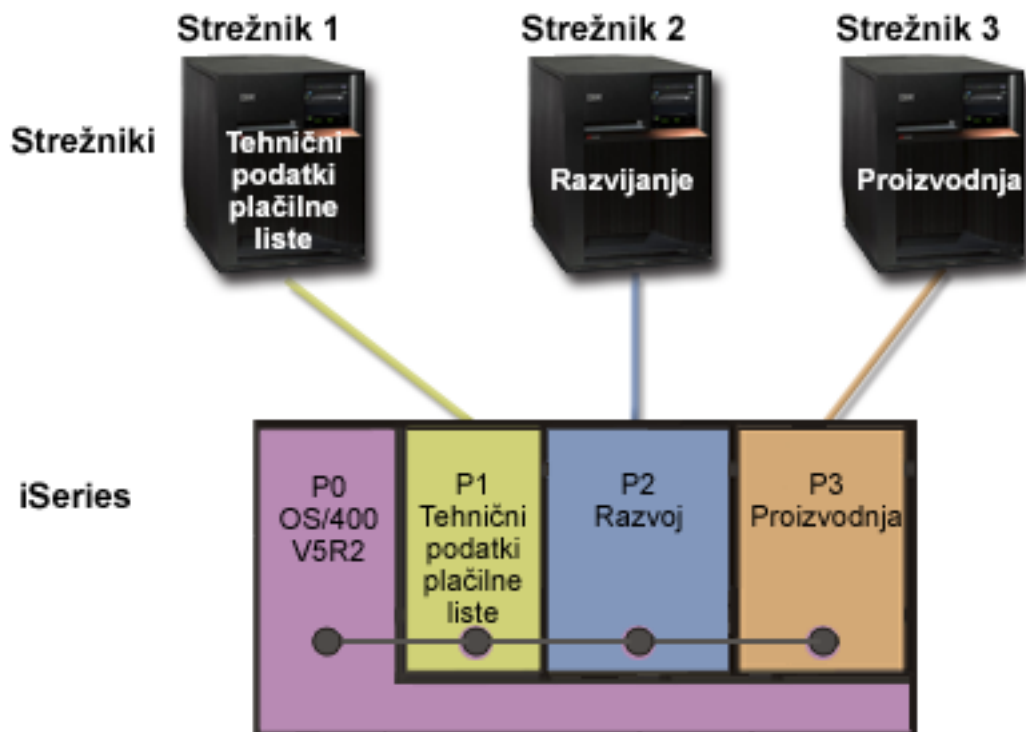 Strežnik 1
Strežnik 2
Strežnik 3
Strežniki
Tehnični
podatki
plačilne
liste
Razvijanje
Proizvodnja
iSeries
P0
OS/400
V5R2
P1
Tehnični
podatki
plačilne
liste
P2
Razvoj
P3
Proizvodnja